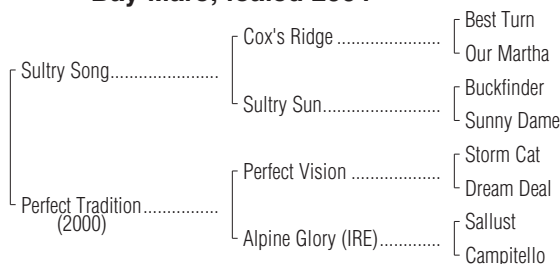 Bay Mare; foaled 2004
Best Turn
Cox's Ridge ......................
Our Martha
Sultry Song.......................
Buckfinder
Sultry Sun.........................
Sunny Dame
Storm Cat
Perfect Vision ...................
Dream Deal
Perfect Tradition................
(2000)
Sallust
Alpine Glory (IRE).............
Campitello